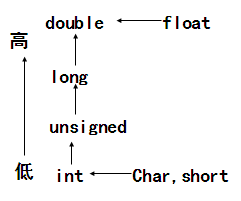 double float
高
long
unsigned
低 int Char,short